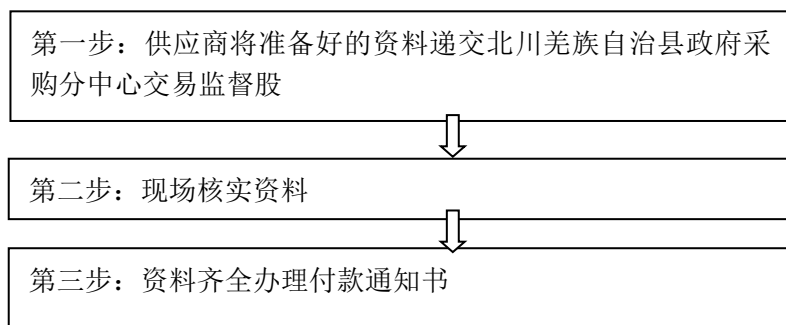 第一步：供应商将准备好的资料递交北川羌族自治县政府采
购分中心交易监督股
第二步：现场核实资料
第三步：资料齐全办理付款通知书